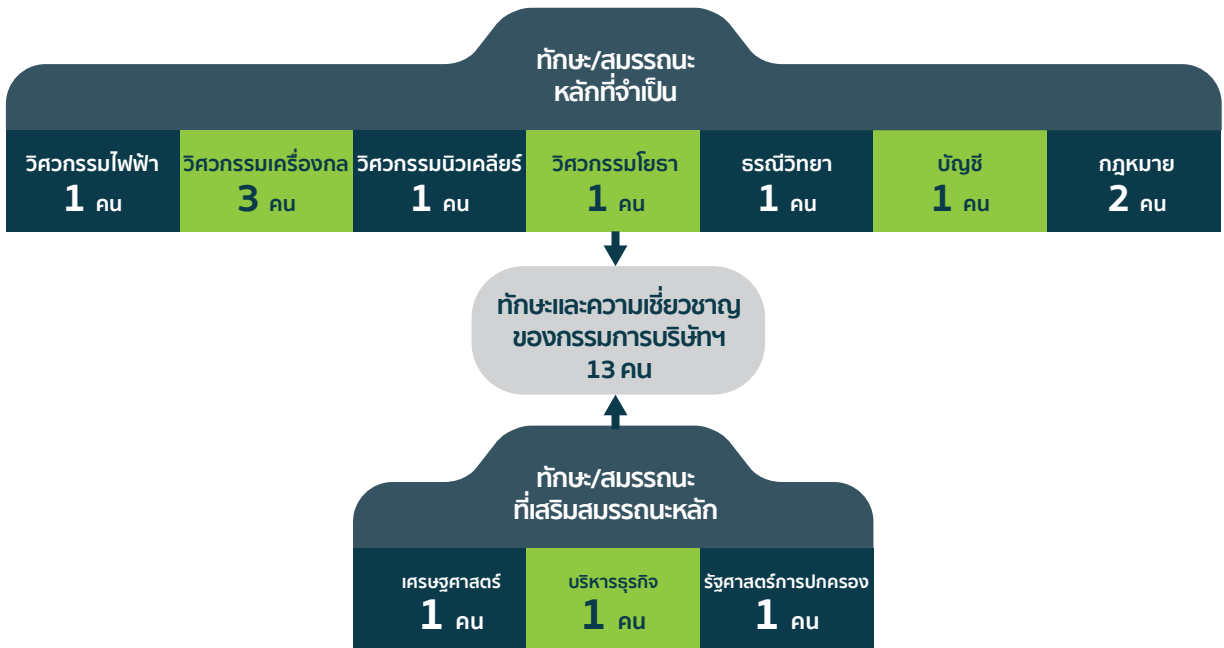 ทักษะ/สมรรถนะ
หลักที่จำเป็น
วิศวกรรมไฟฟ้า
1 คน
วิศวกรรมเครื่องกล
3 คน
วิศวกรรมนิวเคลียร์
1 คน
วิศวกรรมโยธา
1 คน
ธรณีวิทยา
1 คน
บัญชี
1 คน
กฎหมาย
2 คน
ทักษะและความเชี่ยวชาญ
ของกรรมการบริษัทฯ
13 คน
ทักษะ/สมรรถนะ
ที่เสริมสมรรถนะหลัก
เศรษฐศาสตร์
1 คน
บริหารธุรกิจ
1 คน
รัฐศาสตร์การปกครอง
1 คน